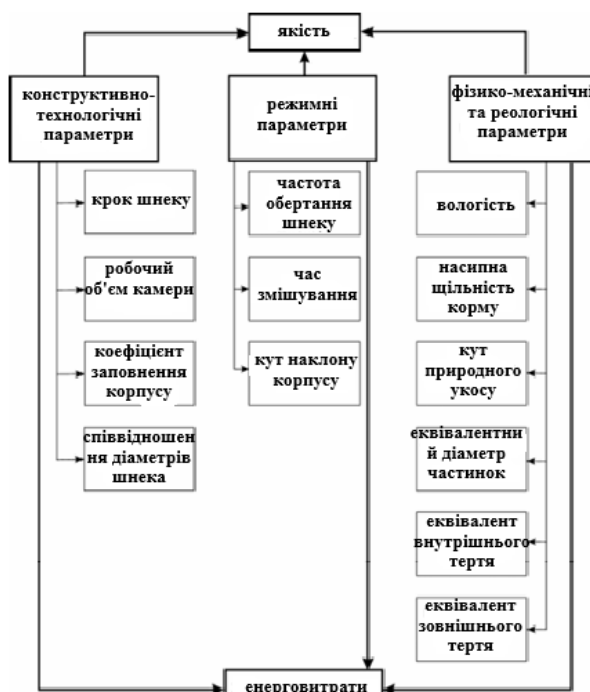 якість
конструктивно-
технологічні
параметри
режимні
параметри
фізико-механічні
та реологічні
параметри
крок шнеку
робочий
об'єм камери
коефіцієнт
заповнення
корпусу
співвідношен
ня діаметрів
шнека
частота
обертання
шнеку
час
змішування
кут наклону
корпусу
вологість
насипна
щільність
корму
кут
природного
укосу
еквівалентни
й діаметр
частинок
еквівалент
внутрішнього
тертя
еквівалент
зовнішнього
тертя
енерговитрати